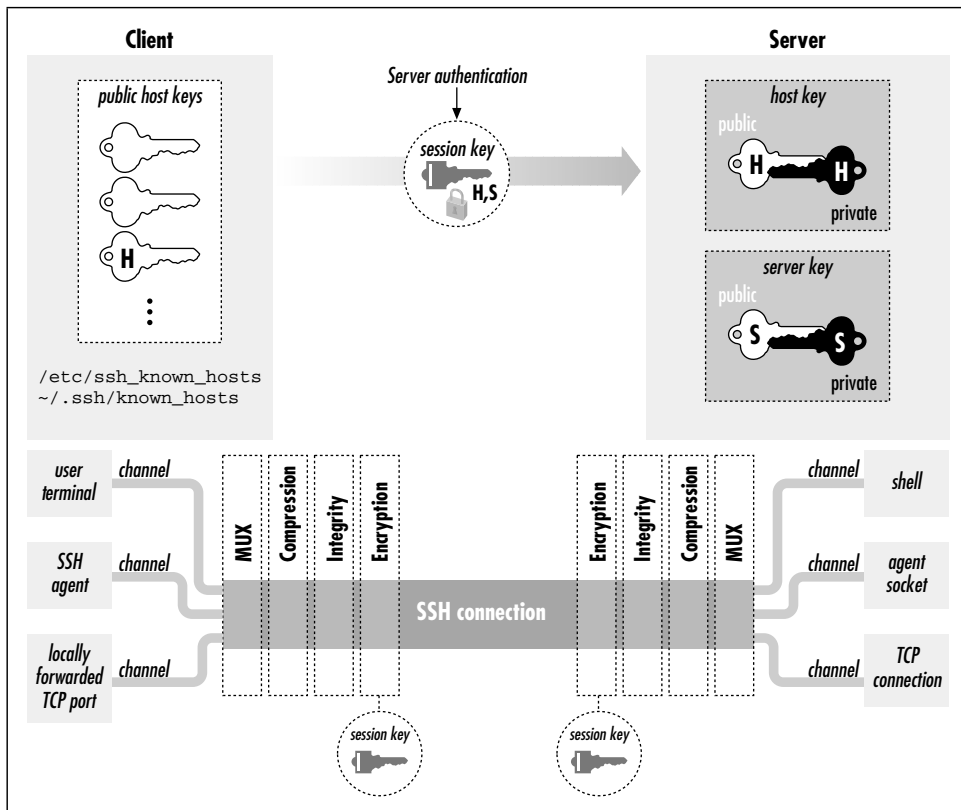 Client
Server
public host keys
H
/etc/ssh_known_hosts
~/.ssh/known_hosts
Server authentication
session key
H,S
host key
public
H
H
private
server key
public
S
S
private
user
terminal
channel
SSH
agent
channel
locally
forwarded
TCP port
channel
MUX
Compression
Integrity
Encryption
SSH connection
Encryption
Integrity
Compression
MUX
channel
shell
channel
agent
socket
channel
TCP
connection
session key
session key